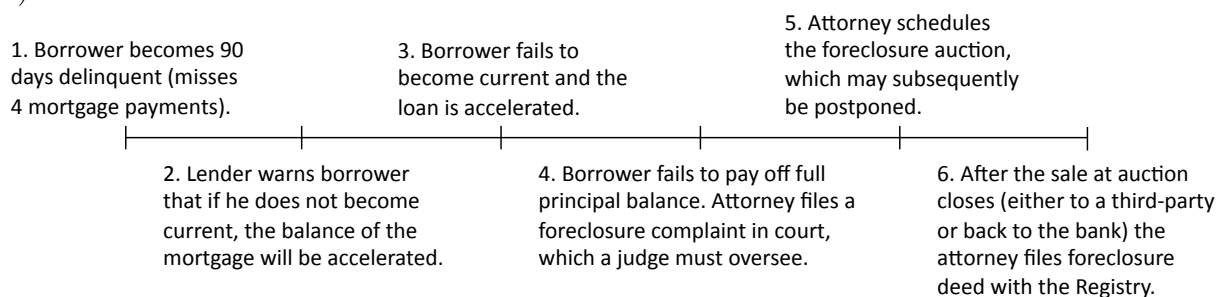 )
1. Borrower becomes 90
days delinquent (misses
4 mortgage payments).
2. Lender warns borrower
that if he does not become
current, the balance of the
mortgage will be accelerated.
3. Borrower fails to
become current and the
loan is accelerated.
4. Borrower fails to pay off full
principal balance. Attorney files a
foreclosure complaint in court,
which a judge must oversee.
5. Attorney schedules
the foreclosure auction,
which may subsequently
be postponed.
6. After the sale at auction
closes (either to a third-party
or back to the bank) the
attorney files foreclosure
deed with the Registry.